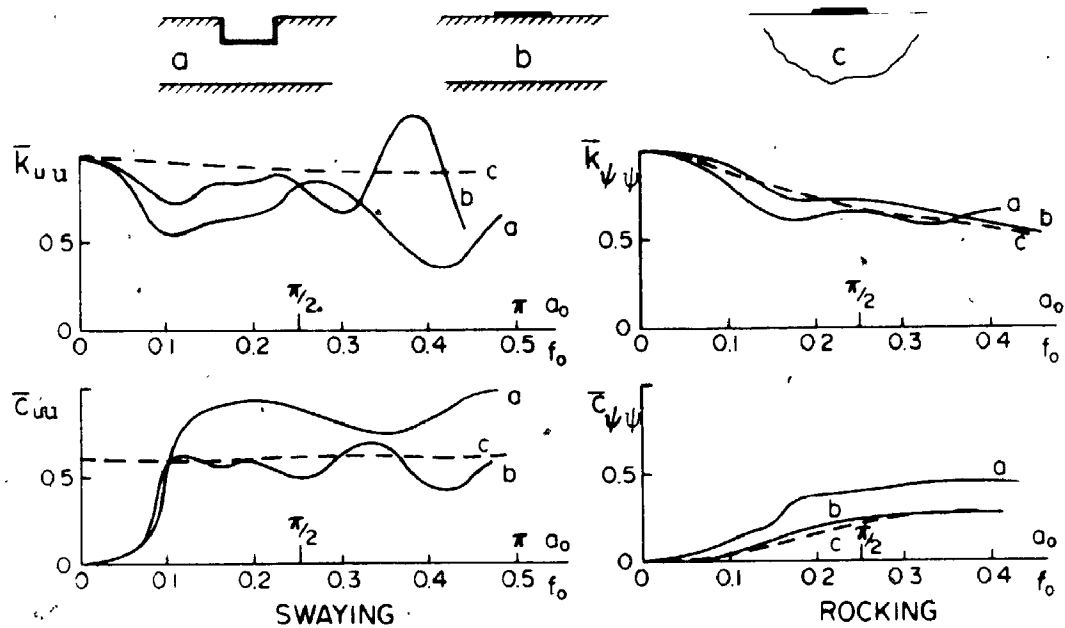 a
b
c
k̄uu
0.5
0
c
b
a
π/2
π a₀
0.1 0.2 0.3 0.4 0.5 f₀
k̄ψψ
0.5
0
a
b
c
π/2
a₀
0 0.1 0.2 0.3 0.4 f₀
c̄uu
0.5
0
a
c
b
π/2
π a₀
0 0.1 0.2 0.3 0.4 0.5 f₀
SWAYING
c̄ψψ
0.5
0
a
b
c
π/2
a₀
0 0.1 0.2 0.3 0.4 f₀
ROCKING